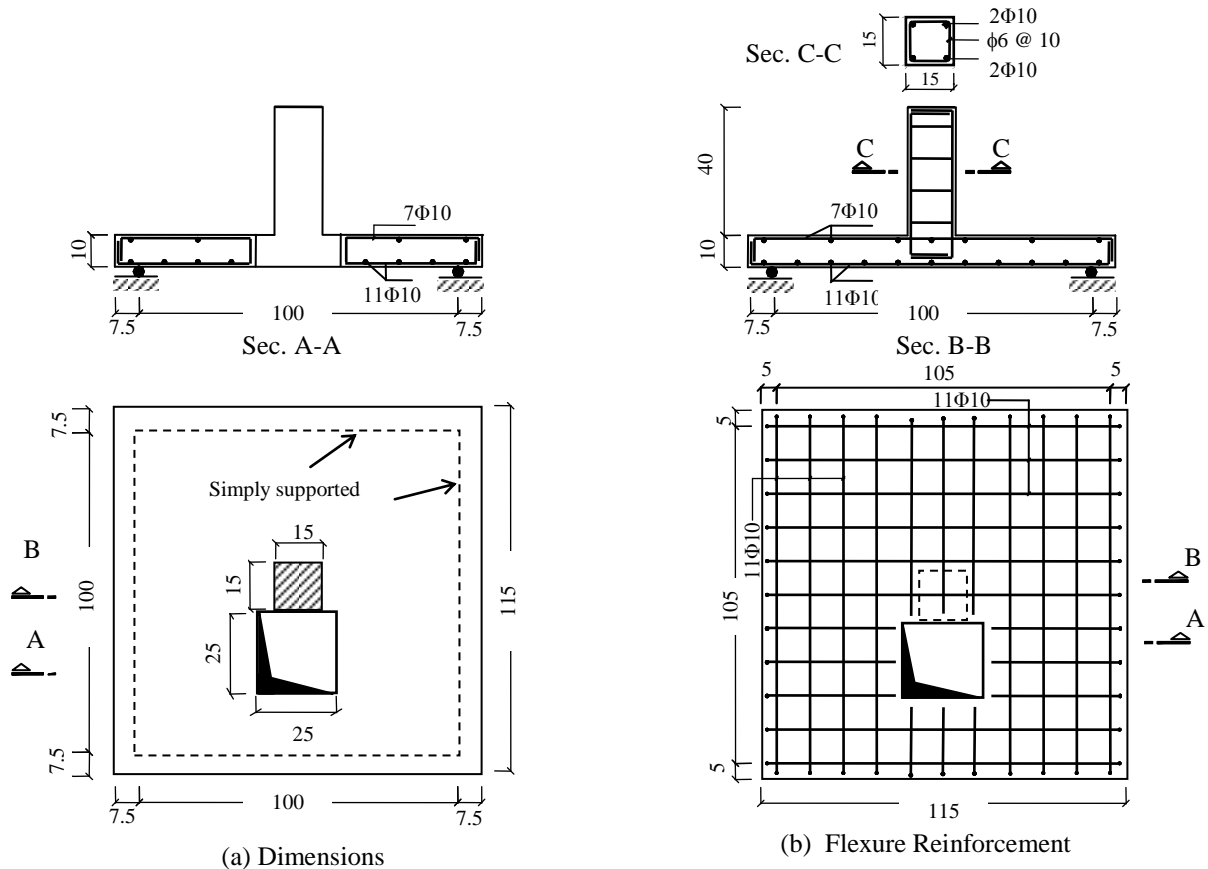 2Φ10
ϕ6 @ 10
2Φ10
15
15
Sec. C-C
C
C
40
10
7Φ10
11Φ10
7.5
100
7.5
Sec. A-A
10
7Φ10
11Φ10
7.5
100
7.5
Sec. B-B
7.5
100
7.5
115
Simply supported
15
15
25
25
B
A
7.5
100
7.5
(a) Dimensions
5
105
5
11Φ10
5
105
5
11Φ10
B
A
115
(b) Flexure Reinforcement